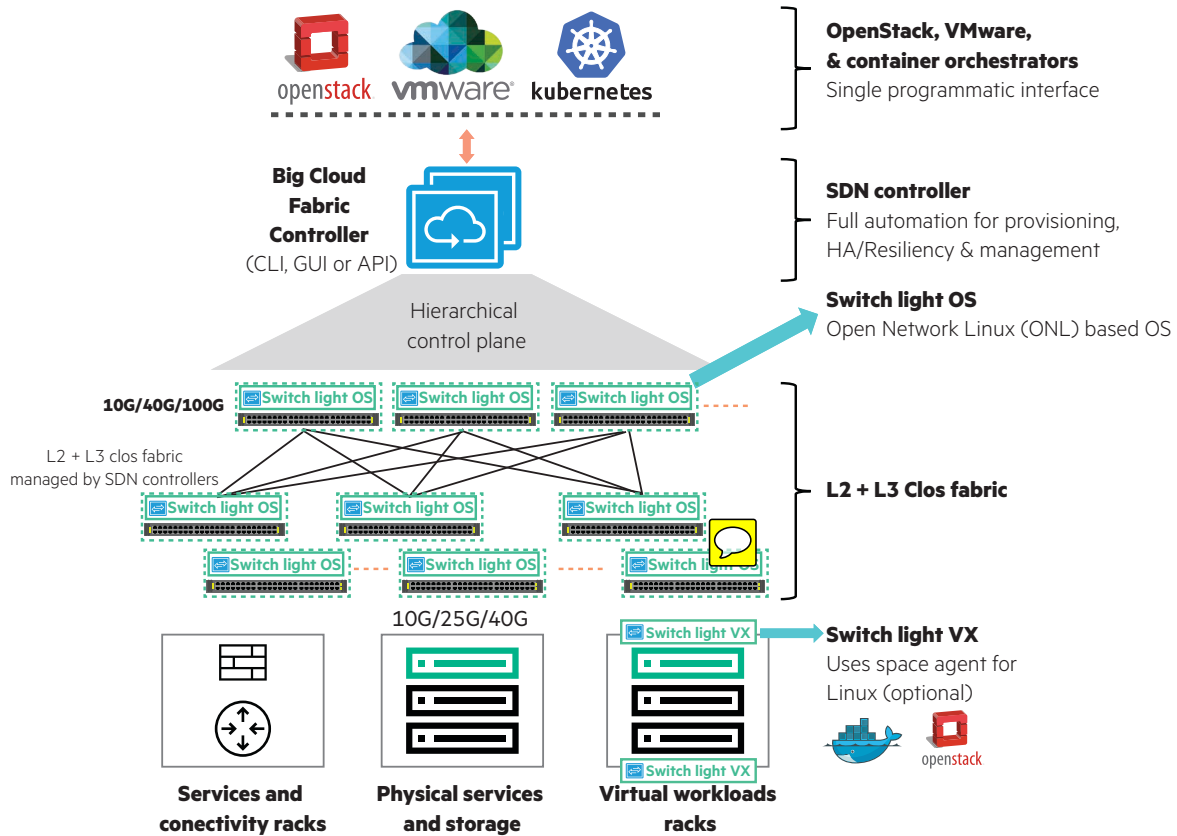 openstack
vmware®
kubernetes
OpenStack, VMware,
& container orchestrators
Single programmatic interface
Big Cloud
Fabric
Controller
(CLI, GUI or API)
SDN controller
Full automation for provisioning,
HA/Resiliency & management
Hierarchical
control plane
Switch light OS
Open Network Linux (ONL) based OS
10G/40G/100G
Switch light OS
Switch light OS
Switch light OS
L2 + L3 clos fabric
managed by SDN controllers
Switch light OS
Switch light OS
Switch light OS
L2 + L3 Clos fabric
Switch light OS
Switch light OS
Switch light OS
10G/25G/40G
Switch light VX
Switch light VX
Uses space agent for
Linux (optional)
openstack
Switch light VX
Services and
conectivity racks
Physical services
and storage
Virtual workloads
racks